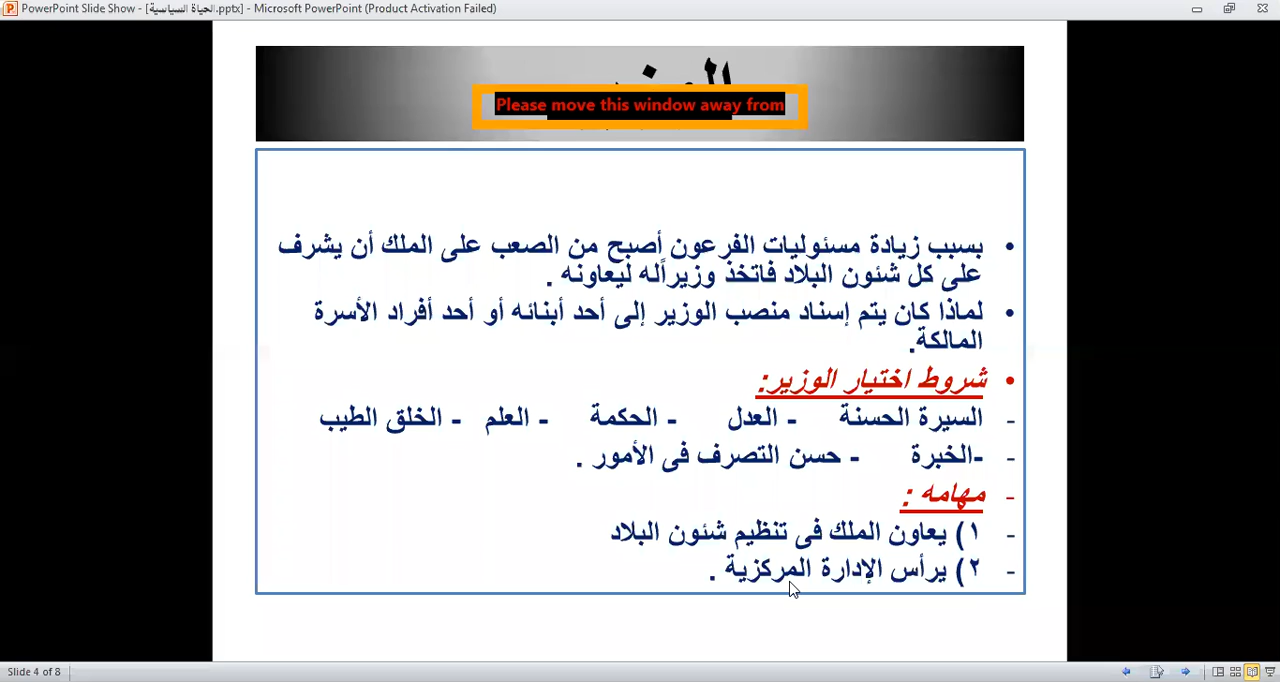 PowerPoint Slide Show - [الحياة السياسية.pptx] - Microsoft PowerPoint (Product Activation Failed)
Please move this window away from
• بسبب زيادة مسئوليات الفرعون أصبح من الصعب على الملك أن يشرف
على كل شئون البلاد فاتخذ وزيراًله ليعاونه .
• لماذا كان يتم إسناد منصب الوزير إلى أحد أبنائه أو أحد أفراد الأسرة
المالكة.
• شروط اختيار الوزير:
- السيرة الحسنة - العدل - الحكمة - العلم - الخلق الطيب
- -الخبرة - حسن التصرف فى الأمور .
- مهامه :
- ١) يعاون الملك فى تنظيم شئون البلاد
- ٢) يرأس الإدارة المركزية .
Slide 4 of 8